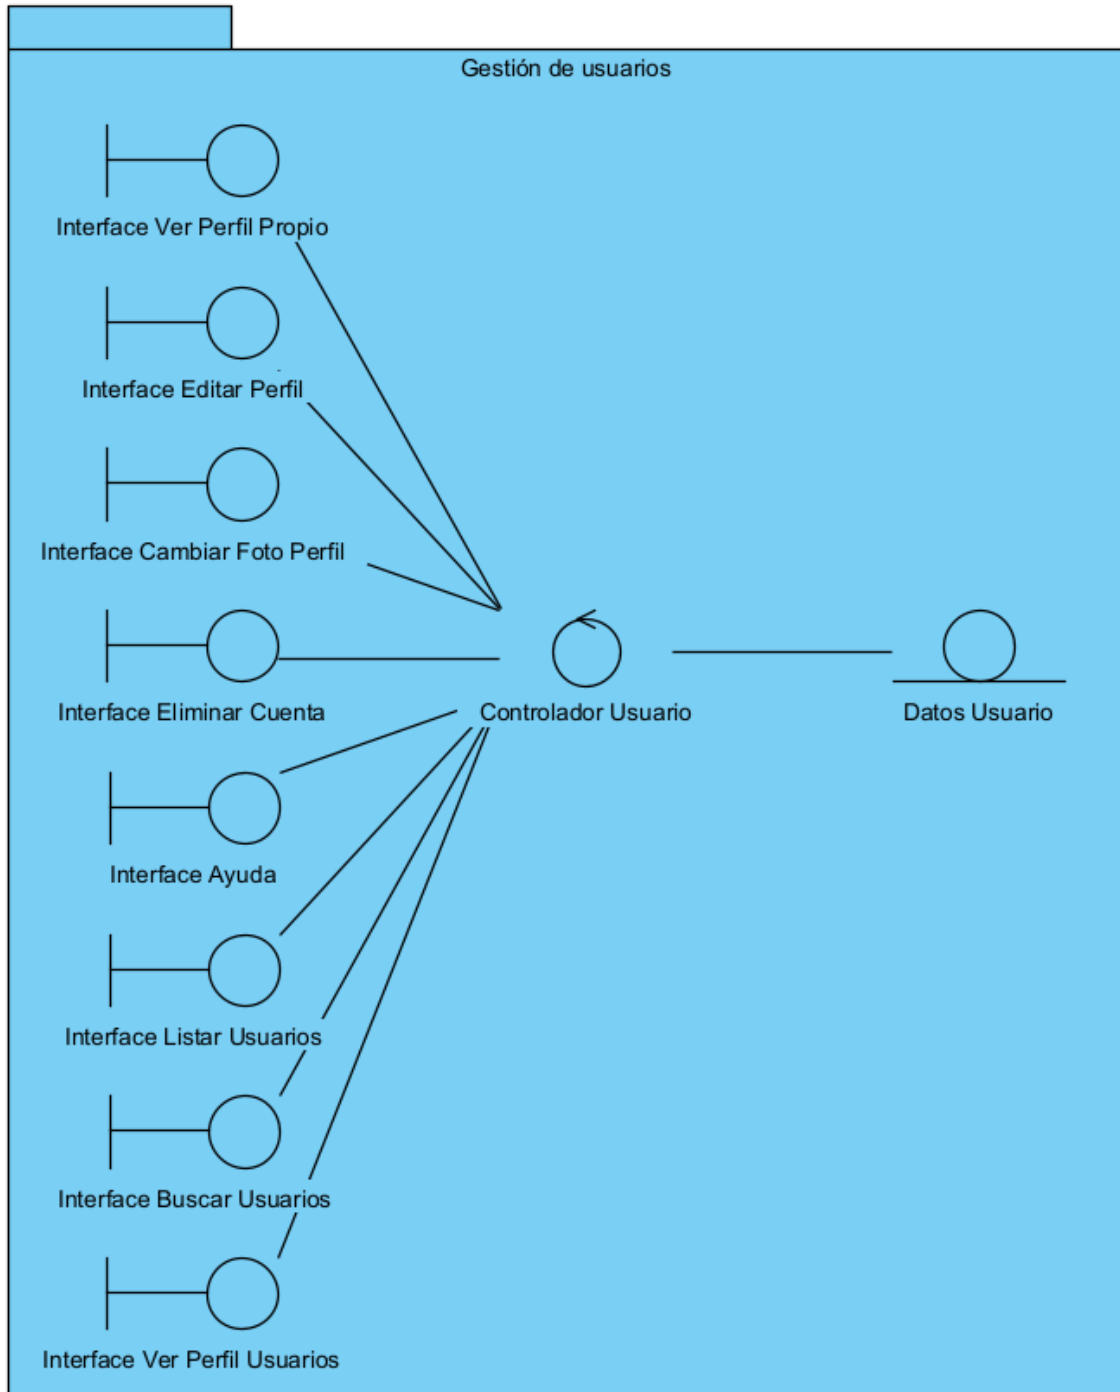 Gestión de usuarios
Interface Ver Perfil Propio
Interface Editar Perfil
Interface Cambiar Foto Perfil
Interface Eliminar Cuenta
Controlador Usuario
Datos Usuario
Interface Ayuda
Interface Listar Usuarios
Interface Buscar Usuarios
Interface Ver Perfil Usuarios